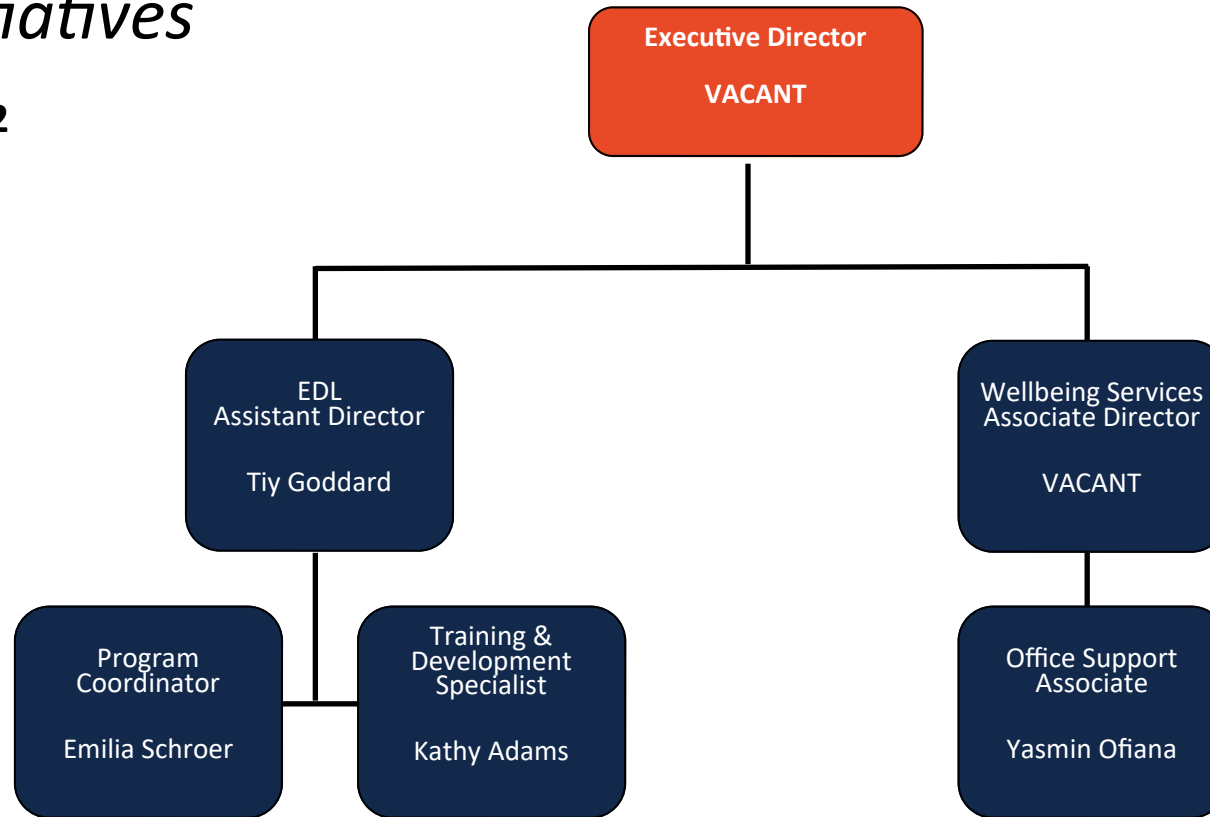 iatives
2
Executive Director
VACANT
EDL
Assistant Director
Tiy Goddard
Wellbeing Services
Associate Director
VACANT
Program
Coordinator
Emilia Schroer
Training &
Development
Specialist
Kathy Adams
Office Support
Associate
Yasmin Ofiana